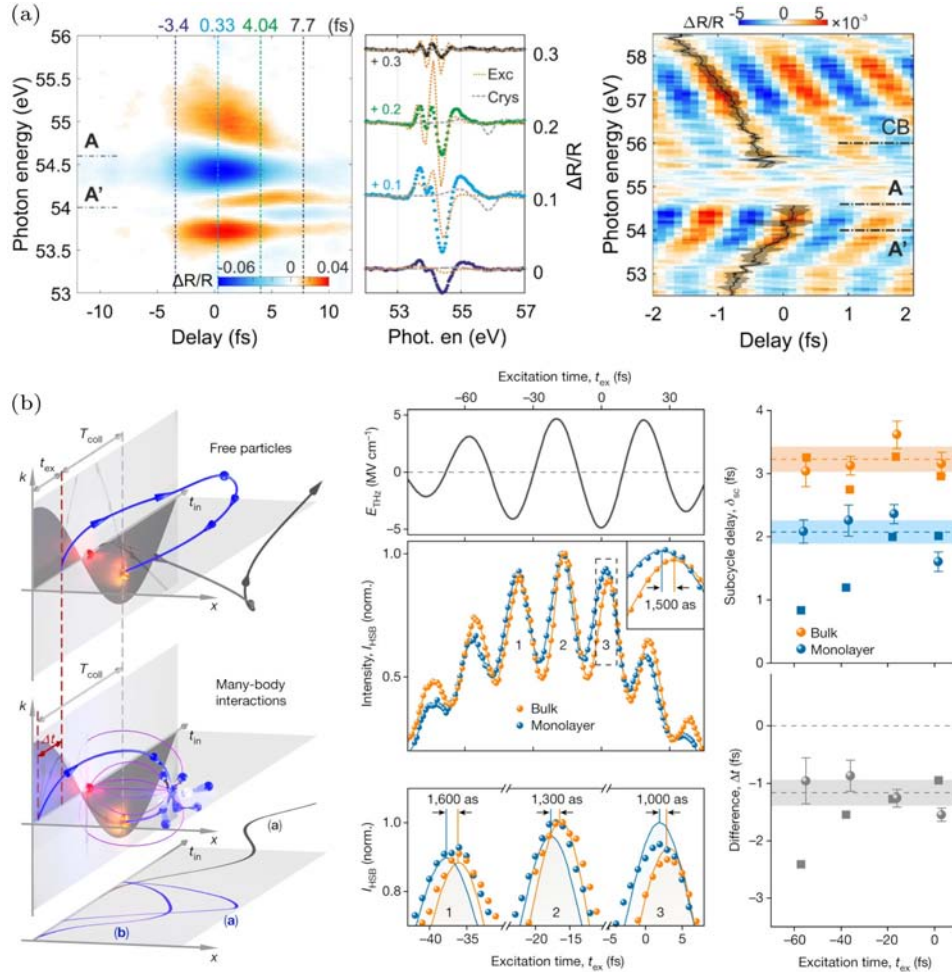 (a)
-3.4 0.33 4.04 7.7 (fs)
56
55.5
55
54.5
54
53.5
53
Photon energy (eV)
A
A'
ΔR/R
-0.06 0 0.04
-10 -5 0 5 10
Delay (fs)
+ 0.3
+ 0.2
+ 0.1
Exc
Crys
0.3
0.2
0.1
0
ΔR/R
53 55 57
Phot. en (eV)
ΔR/R
-5 0 5 ×10⁻³
58
57
56
55
54
53
Photon energy (eV)
CB
A
A'
-2 -1 0 1 2
Delay (fs)
(b)
T_coll
t_ex
k
Free particles
t_in
x
T_coll
k
Many-body
interactions
Δt
t_in
x
(a)
t_in
(b)
(a)
x
Excitation time, t_ex (fs)
-60 -30 0 30
5
0
-5
E_THz (MV cm⁻¹)
1.0
0.5
Intensity, I_HSB (norm.)
1,500 as
1 2 3
Bulk
Monolayer
1,600 as 1,300 as 1,000 as
1.0
0.8
I_HSB (norm.)
1 2 3
-40 -35 -30 -20 -15 -10 -5 0 5
Excitation time, t_ex (fs)
4
3
2
1
0
Subcycle delay, δ_sc (fs)
Bulk
Monolayer
0
-1
-2
-3
Difference, Δt (fs)
-60 -40 -20 0
Excitation time, t_ex (fs)